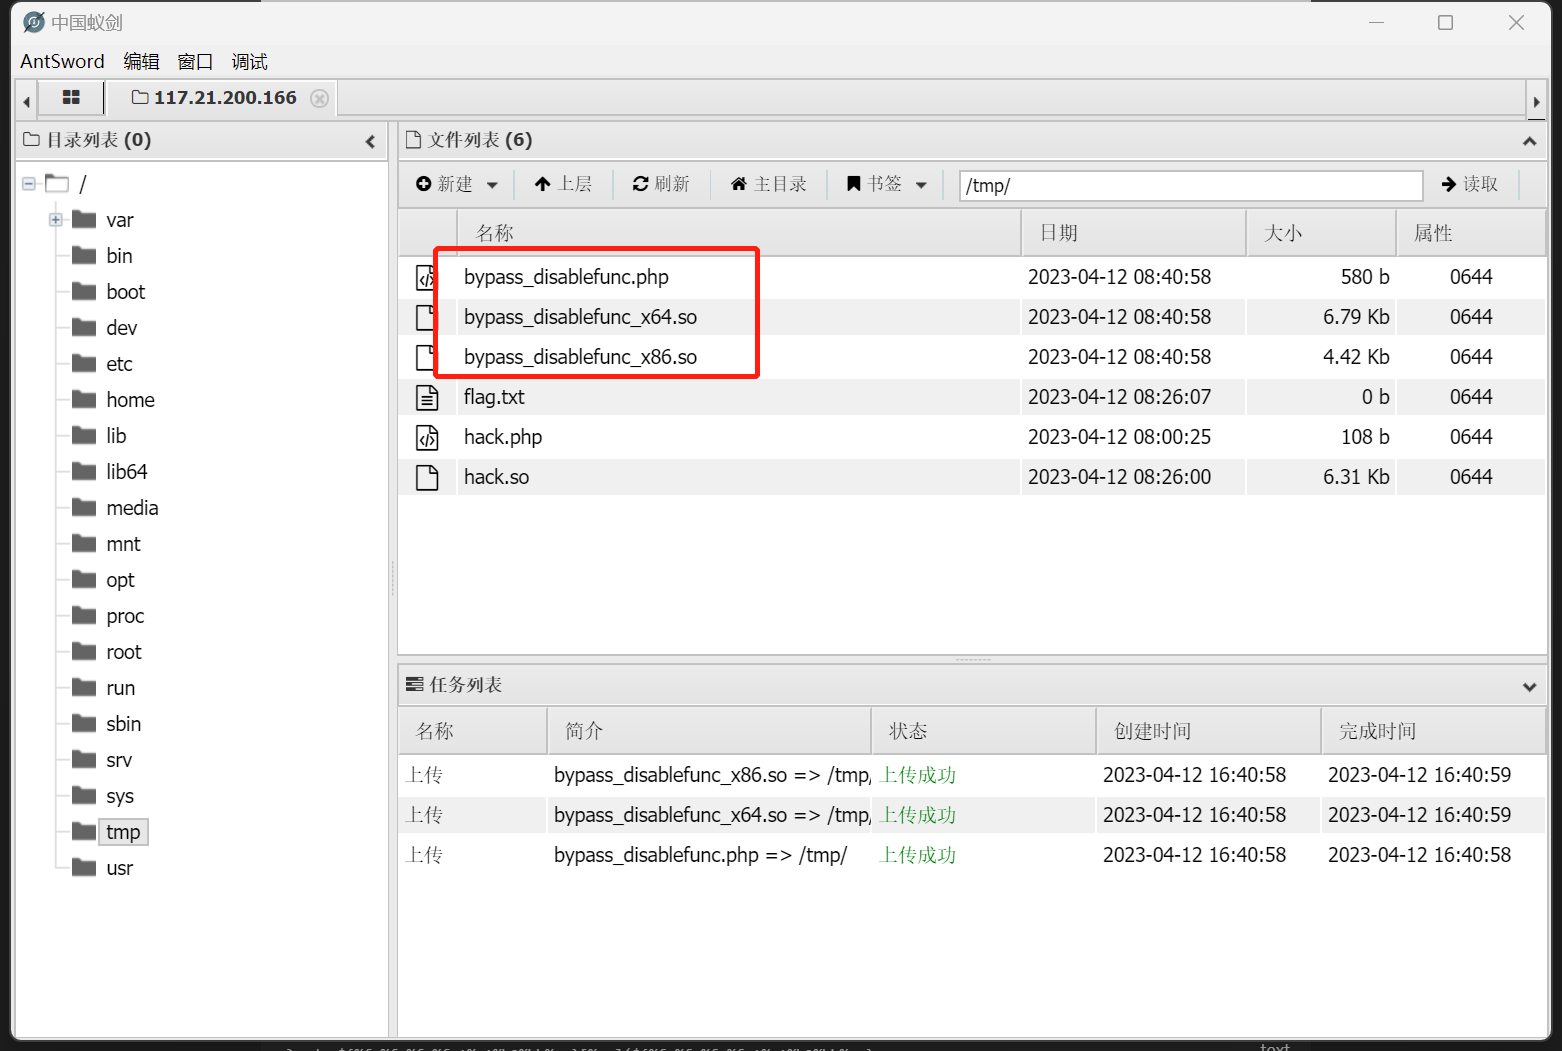 中国蚁剑
AntSword 编辑 窗口 调试
117.21.200.166
目录列表 (0)
/
var
bin
boot
dev
etc
home
lib
lib64
media
mnt
opt
proc
root
run
sbin
srv
sys
tmp
usr
文件列表 (6)
新建 上层 刷新 主目录 书签 /tmp/ 读取
名称 日期 大小 属性
bypass_disablefunc.php 2023-04-12 08:40:58 580 b 0644
bypass_disablefunc_x64.so 2023-04-12 08:40:58 6.79 Kb 0644
bypass_disablefunc_x86.so 2023-04-12 08:40:58 4.42 Kb 0644
flag.txt 2023-04-12 08:26:07 0 b 0644
hack.php 2023-04-12 08:00:25 108 b 0644
hack.so 2023-04-12 08:26:00 6.31 Kb 0644
任务列表
名称 简介 状态 创建时间 完成时间
上传 bypass_disablefunc_x86.so => /tmp/ 上传成功 2023-04-12 16:40:58 2023-04-12 16:40:59
上传 bypass_disablefunc_x64.so => /tmp/ 上传成功 2023-04-12 16:40:58 2023-04-12 16:40:59
上传 bypass_disablefunc.php => /tmp/ 上传成功 2023-04-12 16:40:58 2023-04-12 16:40:58